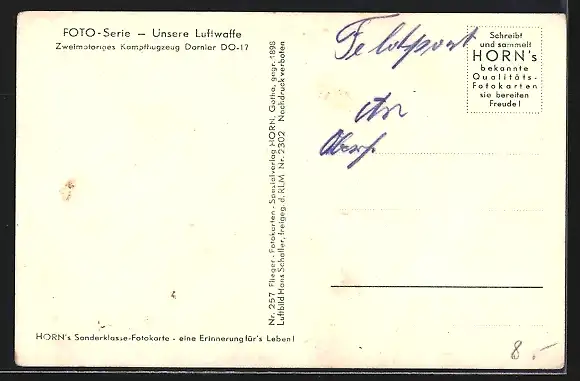 FOTO-Serie — Unsere Luftwaffe
Zweimotoriges Kampfflugzeug Dornier DO-17
HORN's Sonderklasse-Fotokarte - eine Erinnerung für's Leben!
Nr. 257 Flieger-Fotokarten-Spezialverlag HORN, Gotha, gegr. 1898
Luftbild Hans Schaller, freigeg. d. RLM Nr. 2302 Nachdruck verboten
Feldpost
An
Schreibt
und sammelt
HORN's
bekannte
Qualitäts-
Fotokarten
sie bereiten
Freude!
8.-